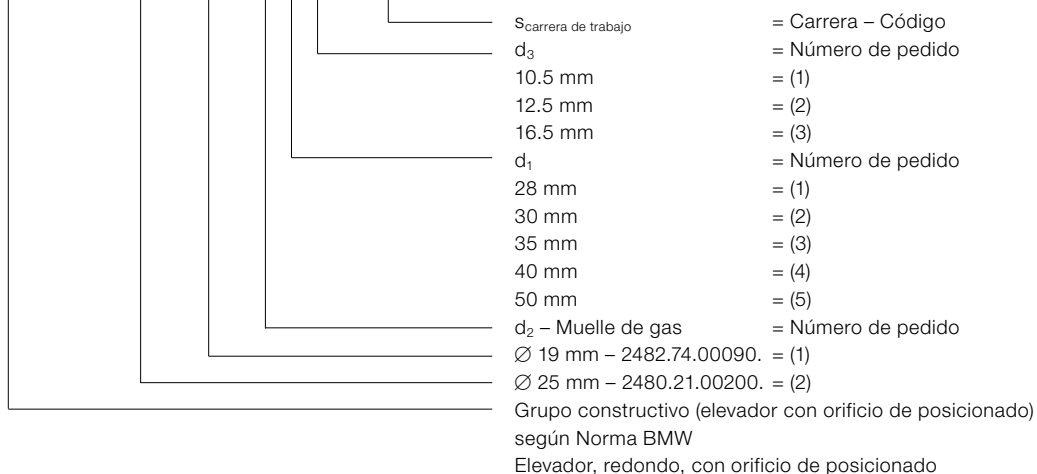 s carrera de trabajo = Carrera – Código
d3 = Número de pedido
10.5 mm = (1)
12.5 mm = (2)
16.5 mm = (3)
d1 = Número de pedido
28 mm = (1)
30 mm = (2)
35 mm = (3)
40 mm = (4)
50 mm = (5)
d2 – Muelle de gas = Número de pedido
∅ 19 mm – 2482.74.00090. = (1)
∅ 25 mm – 2480.21.00200. = (2)
Grupo constructivo (elevador con orificio de posicionado)
según Norma BMW
Elevador, redondo, con orificio de posicionado